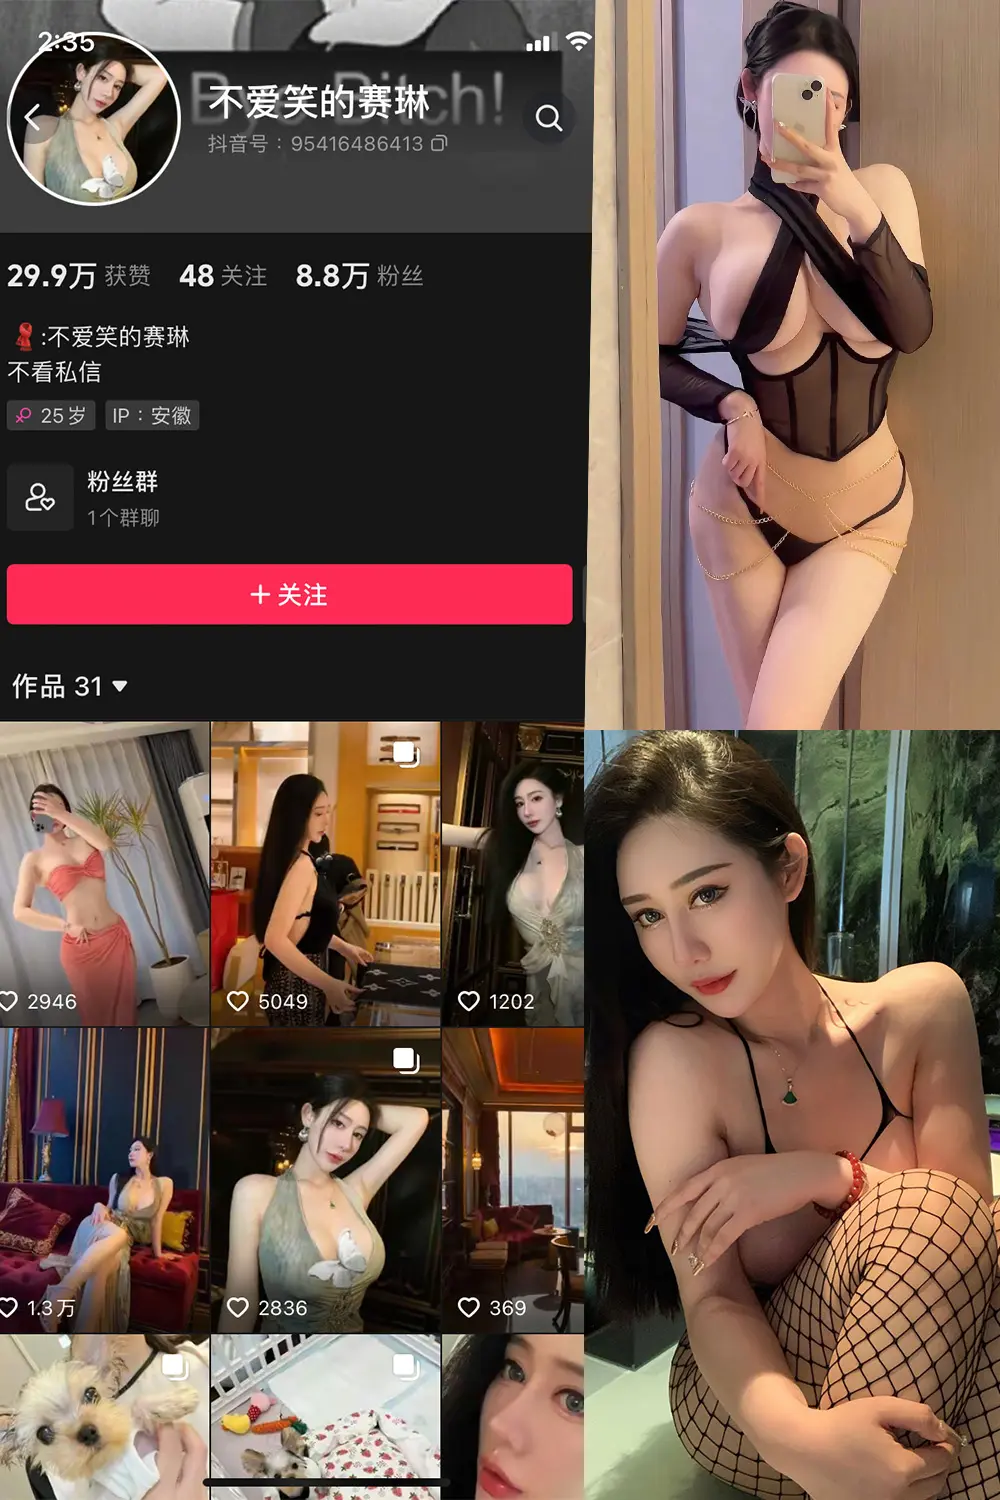 2:35
不爱笑的赛琳
抖音号：95416486413
29.9万 获赞 48 关注 8.8万 粉丝
:不爱笑的赛琳
不看私信
25岁 IP：安徽
粉丝群
1个群聊
+ 关注
作品 31
2946 5049 1202
1.3万 2836 369